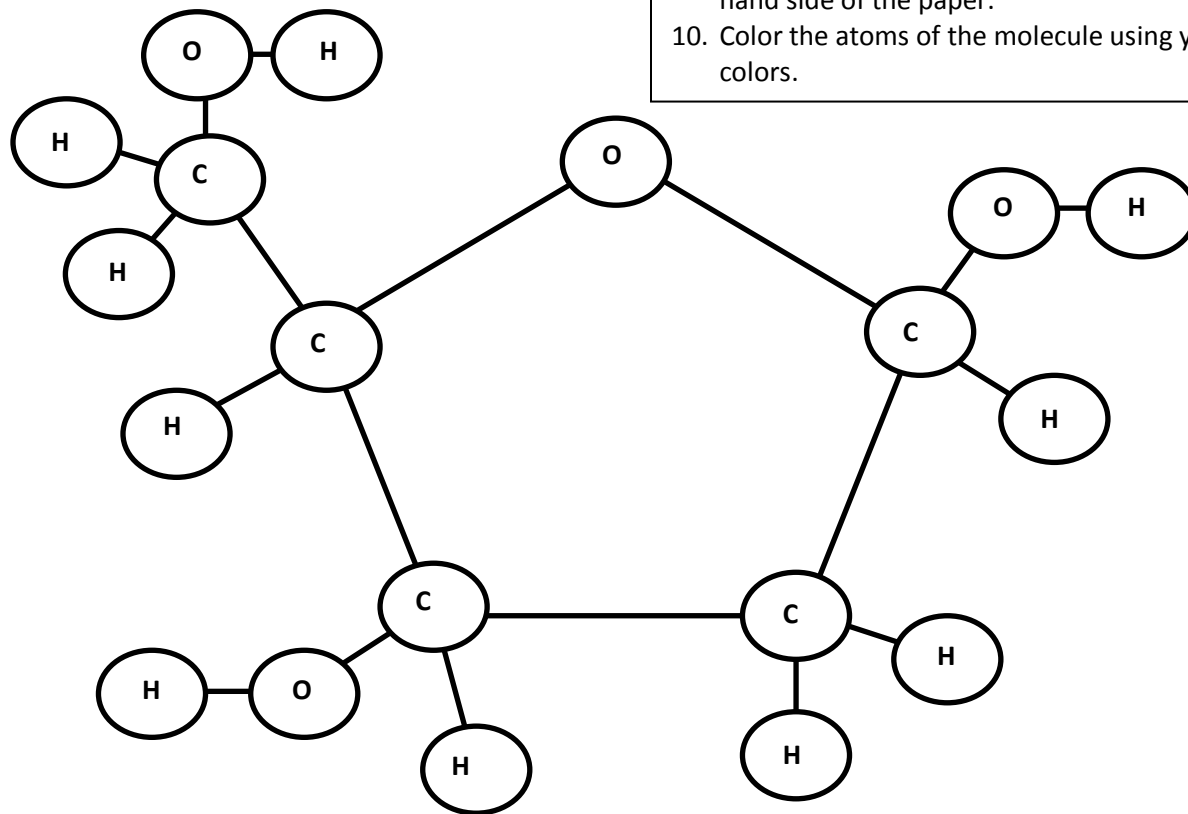 hand side of the paper.
10. Color the atoms of the molecule using
colors.
O H
H
C
H
O
O H
C
C
H
H
C
C
H
H O
H
H